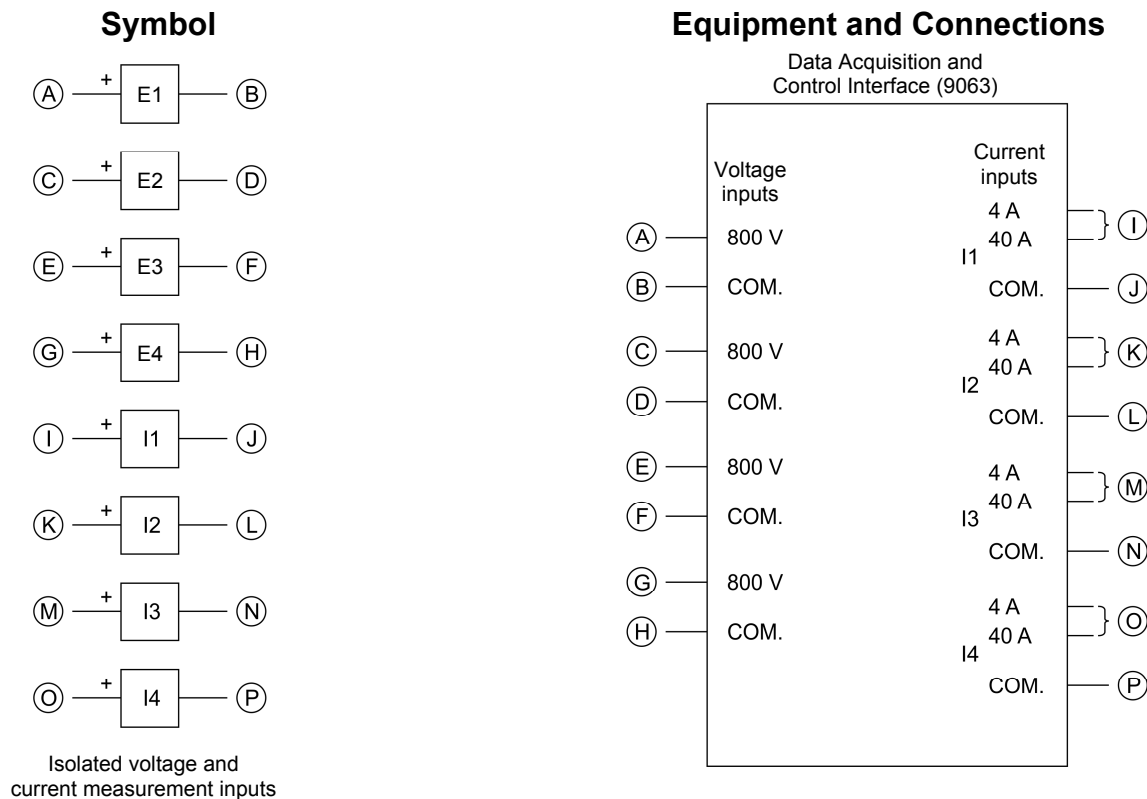 Symbol
A + E1 B
C + E2 D
E + E3 F
G + E4 H
I + I1 J
K + I2 L
M + I3 N
O + I4 P
Isolated voltage and
current measurement inputs
Equipment and Connections
Data Acquisition and
Control Interface (9063)
Voltage
inputs
A 800 V
B COM.
C 800 V
D COM.
E 800 V
F COM.
G 800 V
H COM.
Current
inputs
4 A
40 A
I
I1
COM. J
4 A
40 A
K
I2
COM. L
4 A
40 A
M
I3
COM. N
4 A
40 A
O
I4
COM. P